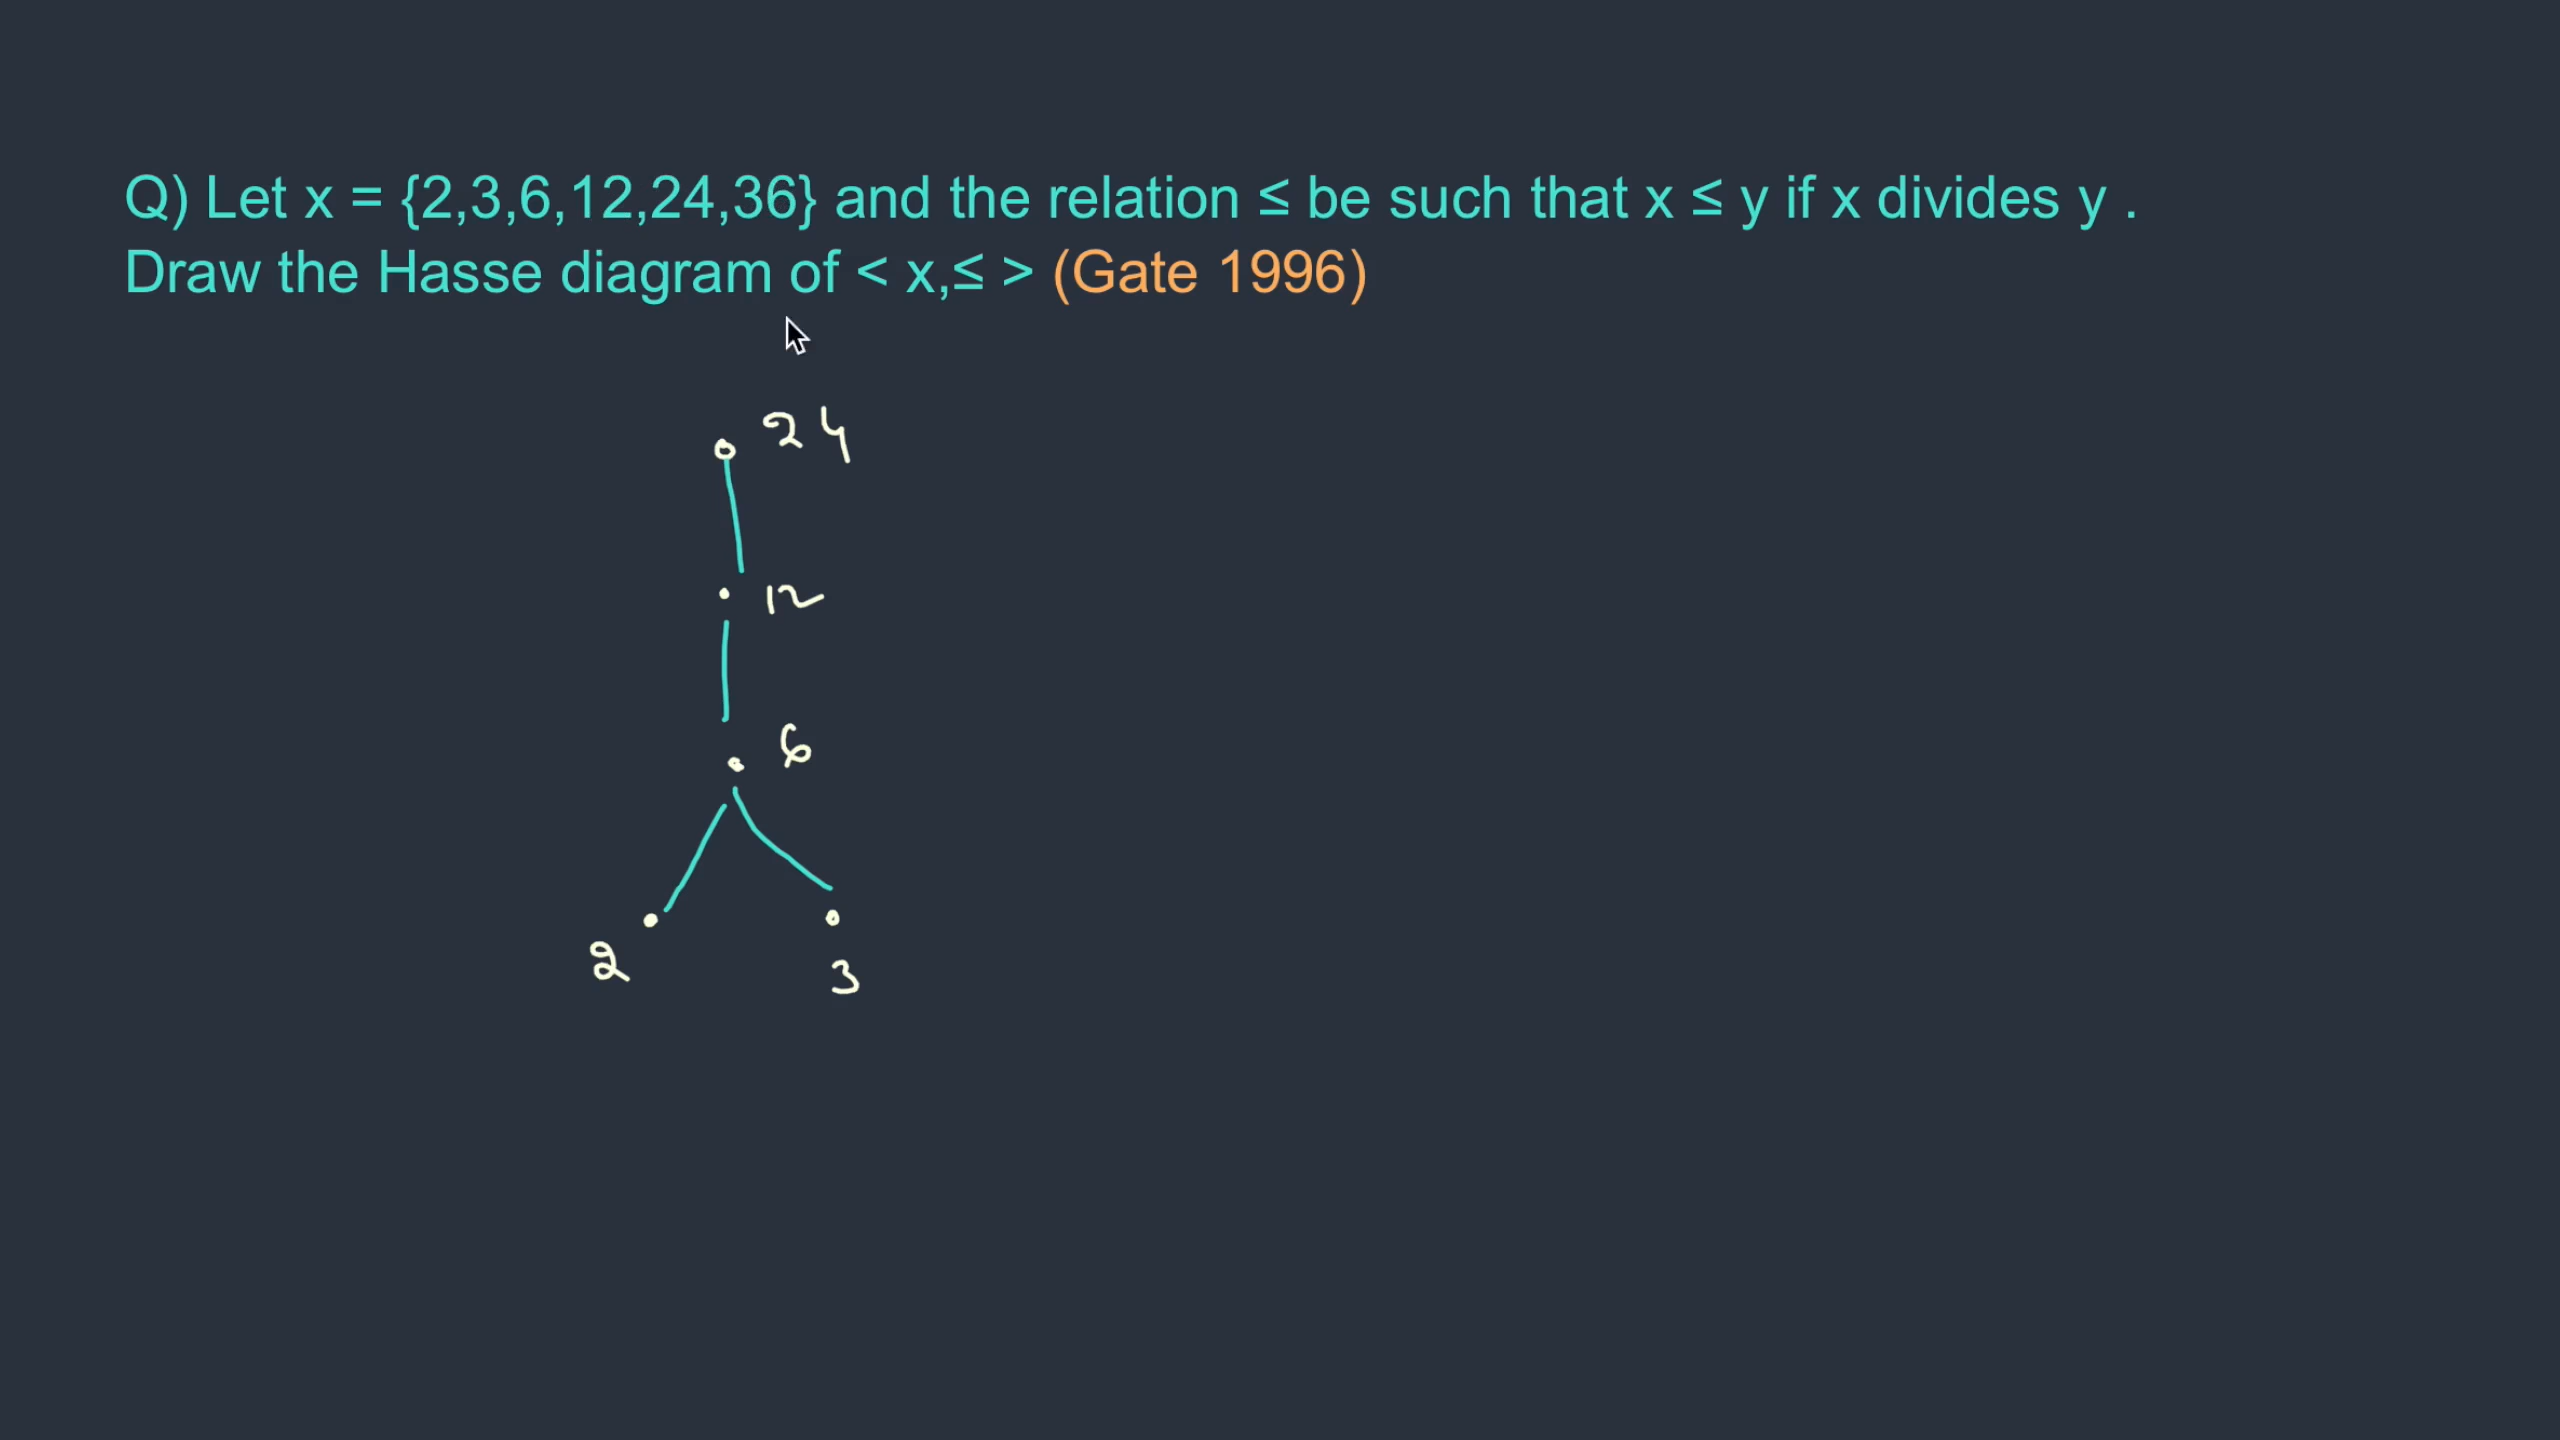 Q) Let x = {2,3,6,12,24,36} and the relation ≤ be such that x ≤ y if x divides y .
Draw the Hasse diagram of < x,≤ > (Gate 1996)
24
12
6
2
3